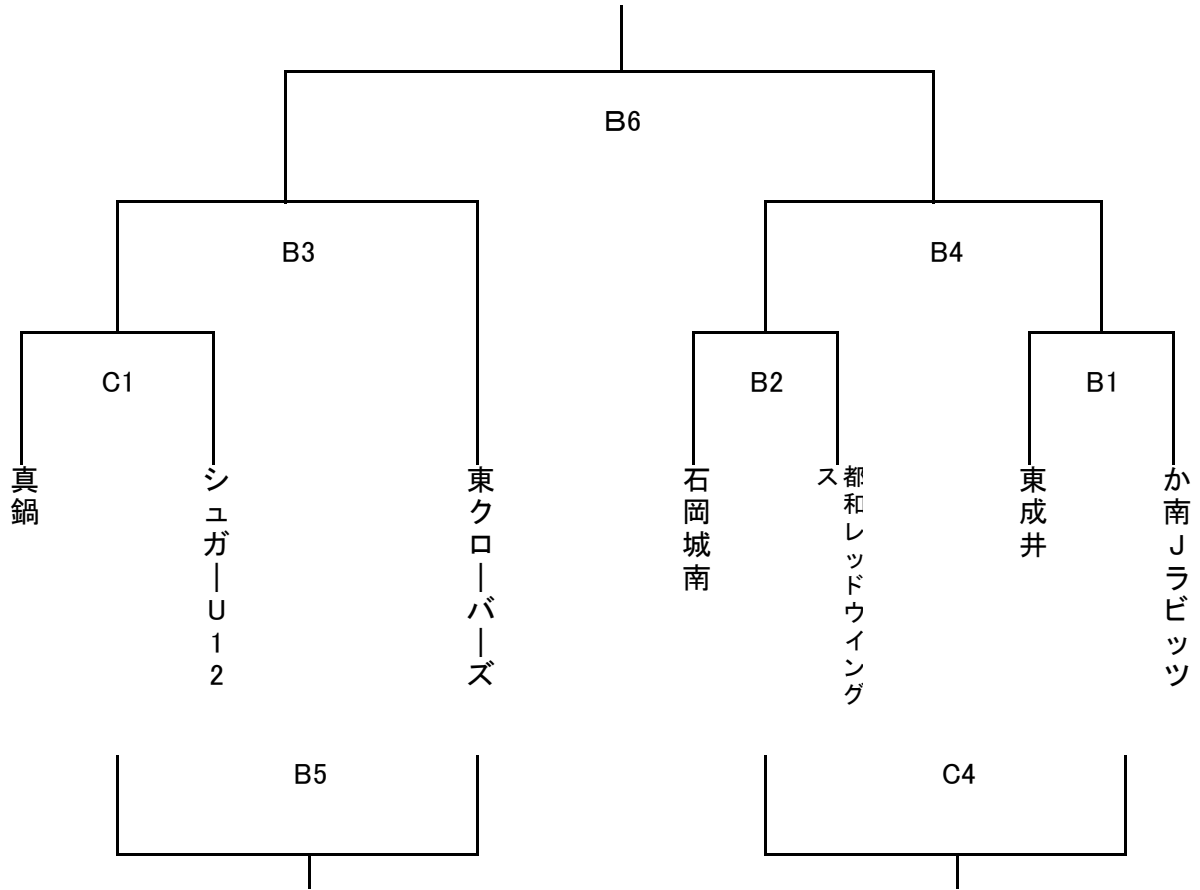 B6
B3
B4
C1
B2
B1
真鍋
シュガーU12
東クローバーズ
石岡城南
都和レッドウイング
ス
東成井
か南Jラビッツ
B5
C4